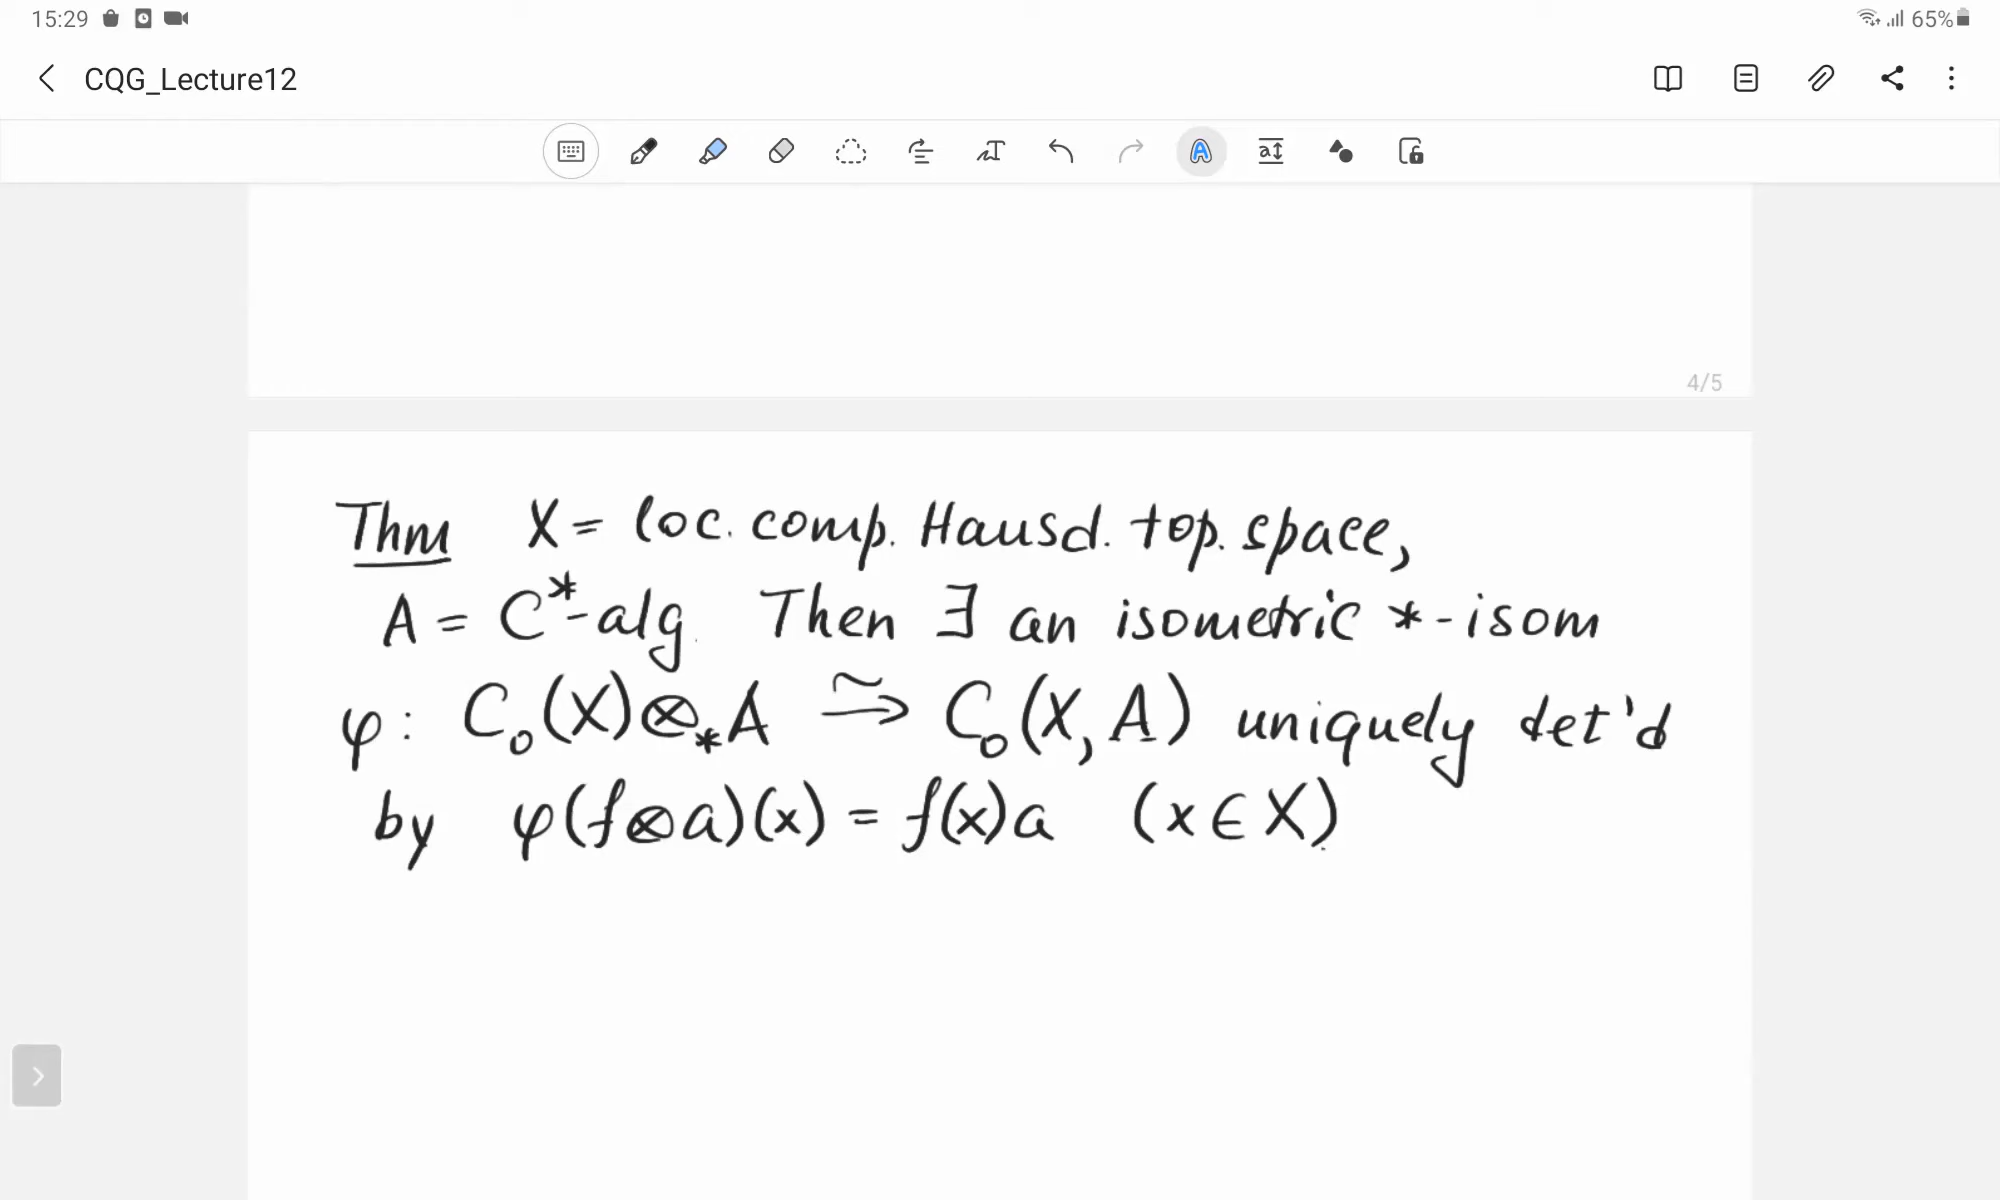 15:29 65%
CQG_Lecture12
4/5
Thm X = loc. comp. Hausd. top. space,
A = C*-alg. Then ∃ an isometric *-isom
φ: C₀(X)⊗⁎A ⥲ C₀(X, A) uniquely det'd
by φ(f⊗a)(x) = f(x)a (x∈X).